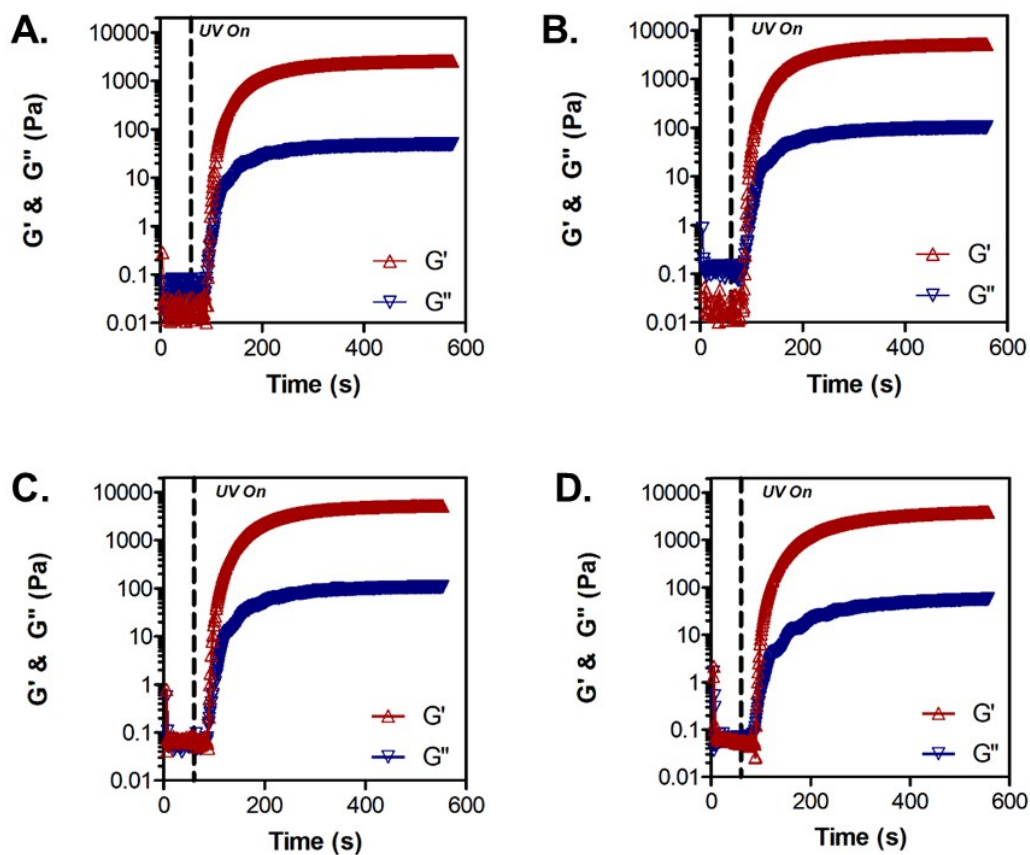 A.
UV On
10000
1000
100
10
1
0.1
0.01
G' & G" (Pa)
G'
G"
0 200 400 600
Time (s)
B.
UV On
10000
1000
100
10
1
0.1
0.01
G' & G" (Pa)
G'
G"
0 200 400 600
Time (s)
C.
UV On
10000
1000
100
10
1
0.1
0.01
G' & G" (Pa)
G'
G"
0 200 400 600
Time (s)
D.
UV On
10000
1000
100
10
1
0.1
0.01
G' & G" (Pa)
G'
G"
0 200 400 600
Time (s)